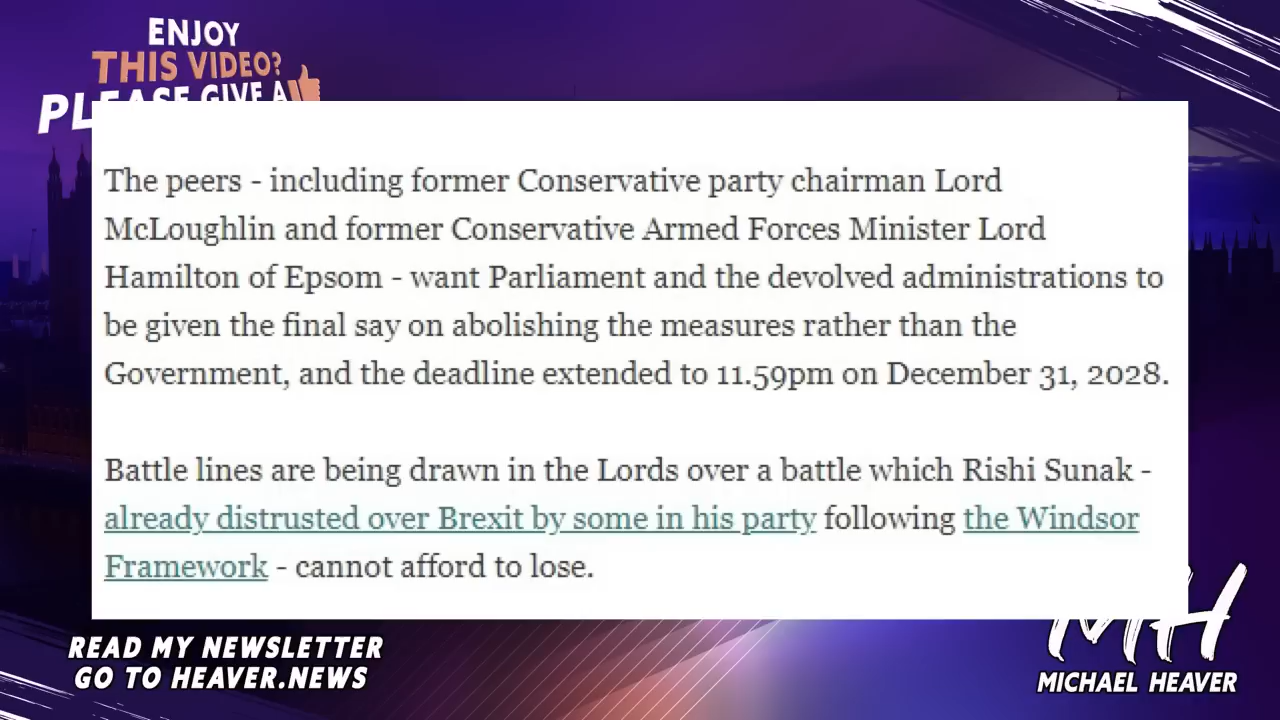 ENJOY
THIS VIDEO?
PLEASE GIVE A
The peers - including former Conservative party chairman Lord
McLoughlin and former Conservative Armed Forces Minister Lord
Hamilton of Epsom - want Parliament and the devolved administrations to
be given the final say on abolishing the measures rather than the
Government, and the deadline extended to 11.59pm on December 31, 2028.
Battle lines are being drawn in the Lords over a battle which Rishi Sunak -
already distrusted over Brexit by some in his party following the Windsor
Framework - cannot afford to lose.
READ MY NEWSLETTER
GO TO HEAVER.NEWS
MH
MICHAEL HEAVER